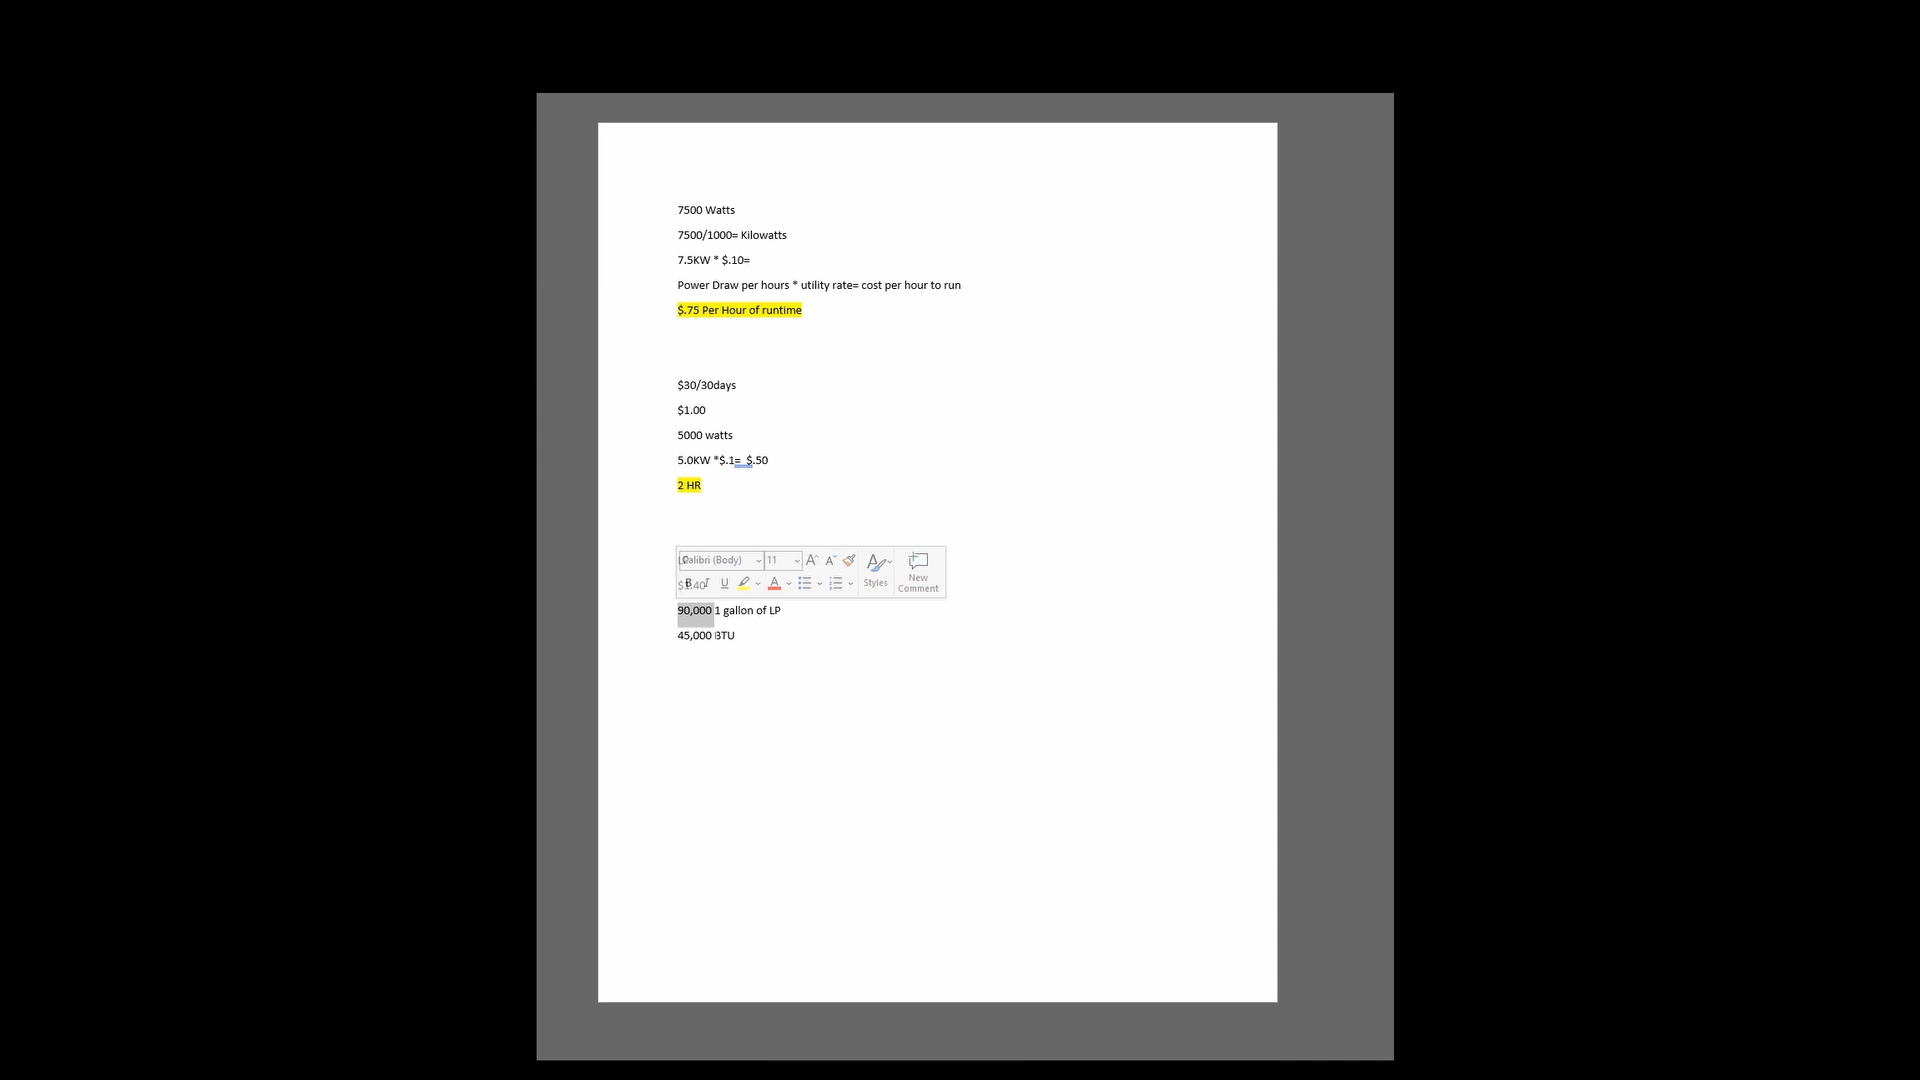 7500 Watts
7500/1000= Kilowatts
7.5KW * $.10=
Power Draw per hours * utility rate= cost per hour to run
$.75 Per Hour of runtime
$30/30days
$1.00
5000 watts
5.0KW *$.1=  $.50
2 HR
Calibri (Body) 11
B I U Styles New
Comment
90,000 1 gallon of LP
45,000 BTU